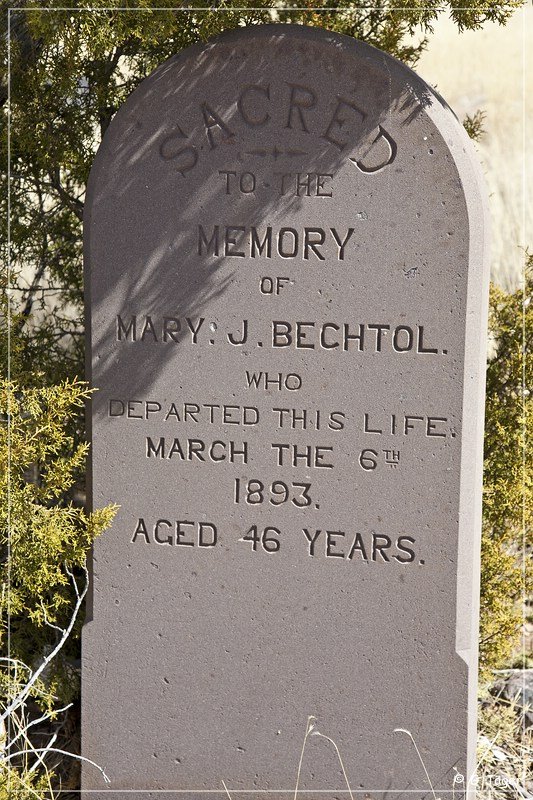 SACRED
TO THE
MEMORY
OF
MARY. J. BECHTOL.
WHO
DEPARTED THIS LIFE.
MARCH THE 6TH
1893.
AGED 46 YEARS.